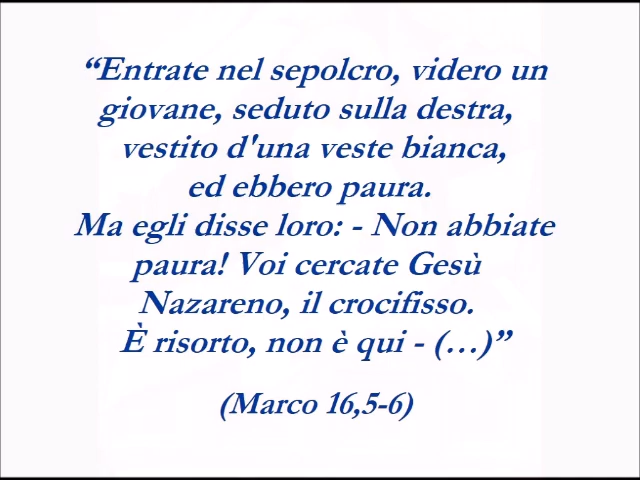 “Entrate nel sepolcro, videro un
giovane, seduto sulla destra,
vestito d'una veste bianca,
ed ebbero paura.
Ma egli disse loro: - Non abbiate
paura! Voi cercate Gesù
Nazareno, il crocifisso.
È risorto, non è qui - (…)”
(Marco 16,5-6)